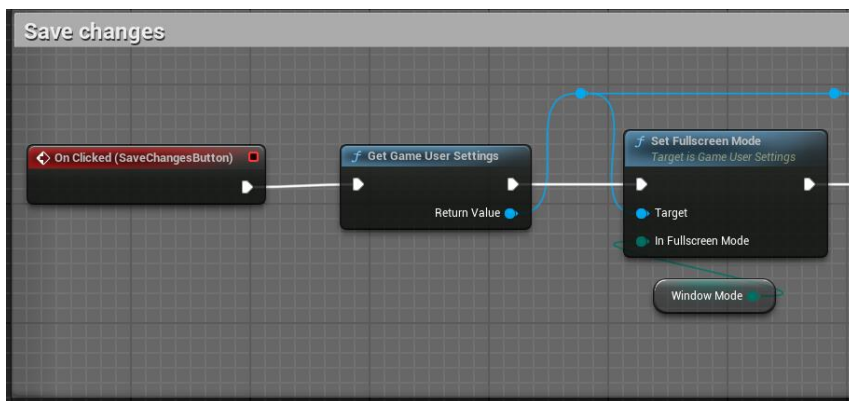 Save changes
On Clicked (SaveChangesButton)
Get Game User Settings
Return Value
Set Fullscreen Mode
Target is Game User Settings
Target
In Fullscreen Mode
Window Mode